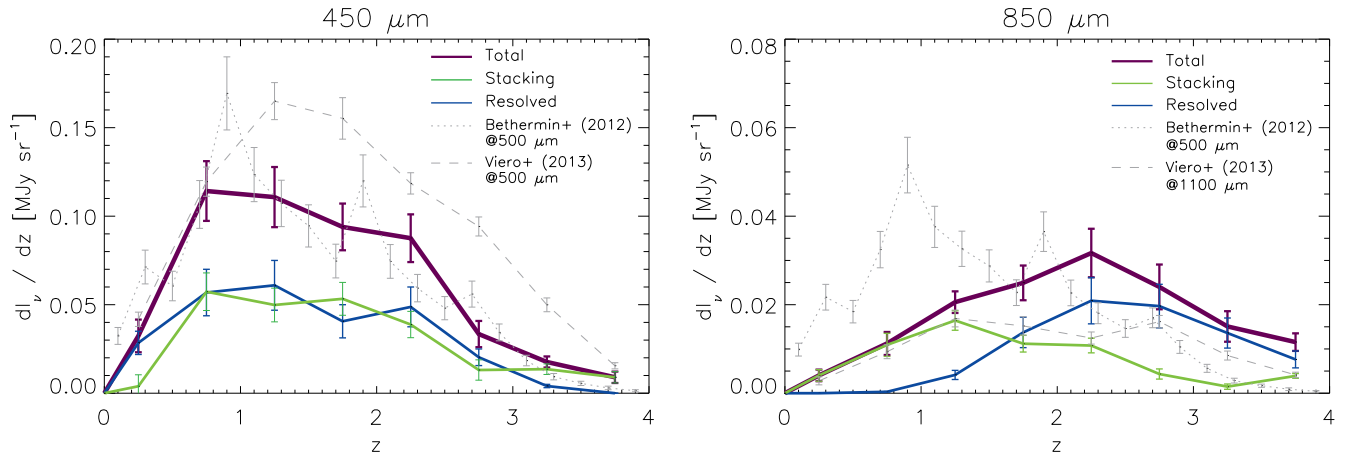 450 μm
0.20
0.15
0.10
0.05
0.00
dIν / dz [MJy sr⁻¹]
Total
Stacking
Resolved
Bethermin+ (2012)
@500 μm
Viero+ (2013)
@500 μm
0 1 2 3 4
z
850 μm
0.08
0.06
0.04
0.02
0.00
dIν / dz [MJy sr⁻¹]
Total
Stacking
Resolved
Bethermin+ (2012)
@500 μm
Viero+ (2013)
@1100 μm
0 1 2 3 4
z